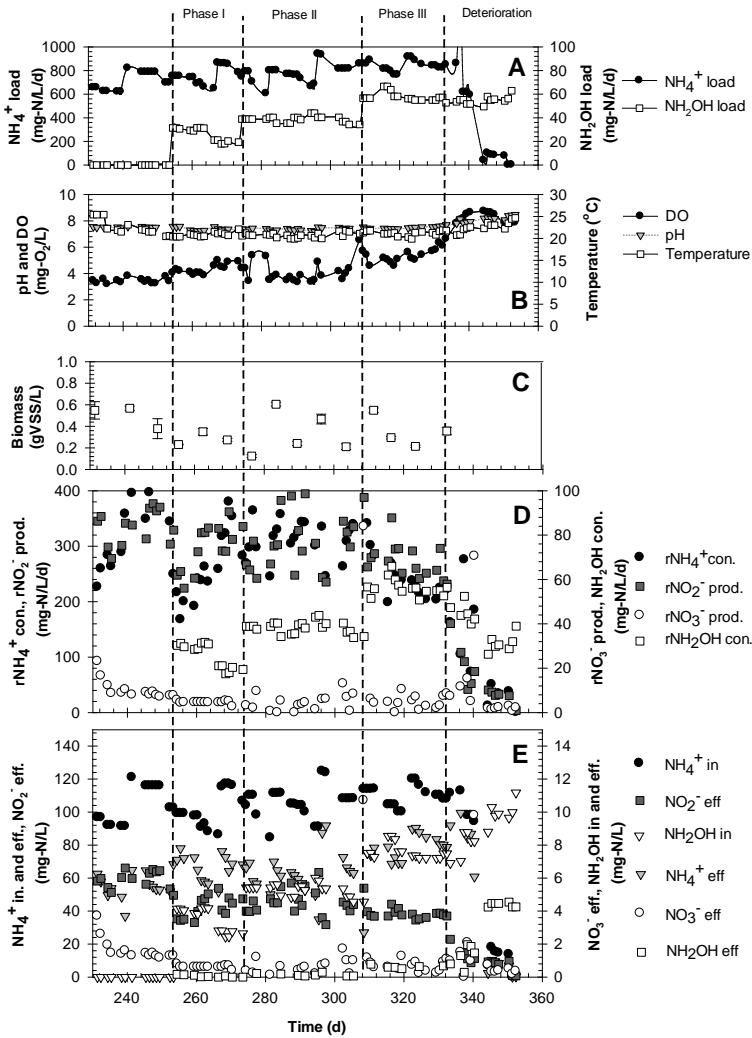 Phase I
Phase II
Phase III
Deterioration
A
1000
800
600
400
200
0
NH₄⁺ load
(mg-N/L/d)
100
80
60
40
20
0
NH₂OH load
(mg-N/L/d)
NH₄⁺ load
NH₂OH load
B
10
8
6
4
2
0
pH and DO
(mg-O₂/L)
30
25
20
15
10
5
0
Temperature (°C)
DO
pH
Temperature
C
1.0
0.8
0.6
0.4
0.2
0.0
Biomass
(gVSS/L)
D
400
300
200
100
0
rNH₄⁺ con., rNO₂⁻ prod.
(mg-N/L/d)
100
80
60
40
20
0
rNO₃⁻ prod., NH₂OH con.
(mg-N/L/d)
rNH₄⁺ con.
rNO₂⁻ prod.
rNO₃⁻ prod.
rNH₂OH con.
E
140
120
100
80
60
40
20
0
NH₄⁺ in. and eff., NO₂⁻ eff.
(mg-N/L)
14
12
10
8
6
4
2
0
NO₃⁻ eff., NH₂OH in and eff.
(mg-N/L)
NH₄⁺ in
NO₂⁻ eff
NH₂OH in
NH₄⁺ eff
NO₃⁻ eff
NH₂OH eff
240 260 280 300 320 340 360
Time (d)